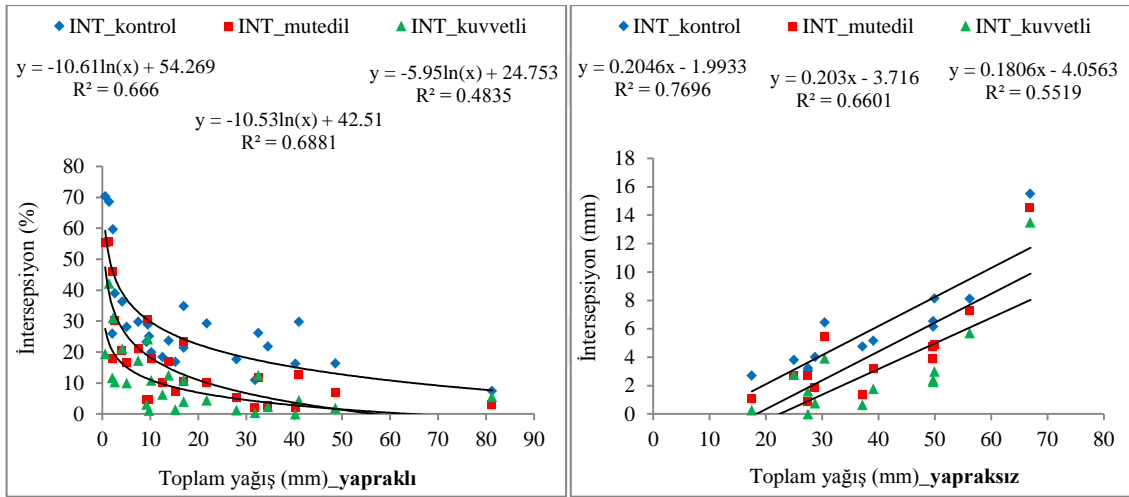 INT_kontrol INT_mutedil INT_kuvvetli
y = -10.61ln(x) + 54.269
R² = 0.666
y = -5.95ln(x) + 24.753
R² = 0.4835
y = -10.53ln(x) + 42.51
R² = 0.6881
İntersepsiyon (%)
80
70
60
50
40
30
20
10
0
0 10 20 30 40 50 60 70 80 90
Toplam yağış (mm)_yapraklı
INT_kontrol INT_mutedil INT_kuvvetli
y = 0.2046x - 1.9933
R² = 0.7696
y = 0.203x - 3.716
R² = 0.6601
y = 0.1806x - 4.0563
R² = 0.5519
İntersepsiyon (mm)
18
16
14
12
10
8
6
4
2
0
0 10 20 30 40 50 60 70 80
Toplam yağış (mm)_yapraksız